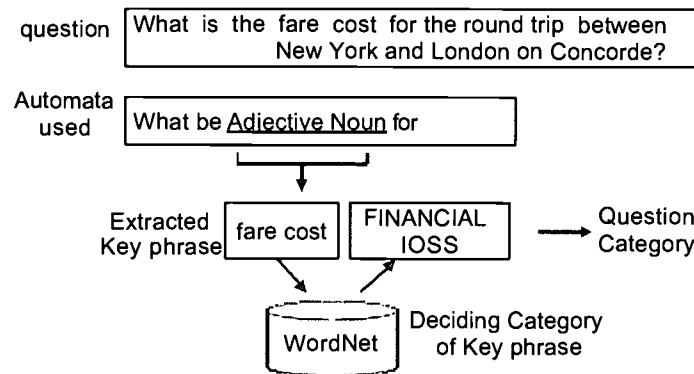 question
What is the fare cost for the round trip between
New York and London on Concorde?
Automata
used
What be Adjective Noun for
Extracted
Key phrase
fare cost
FINANCIAL
IOSS
Question
Category
WordNet
Deciding Category
of Key phrase